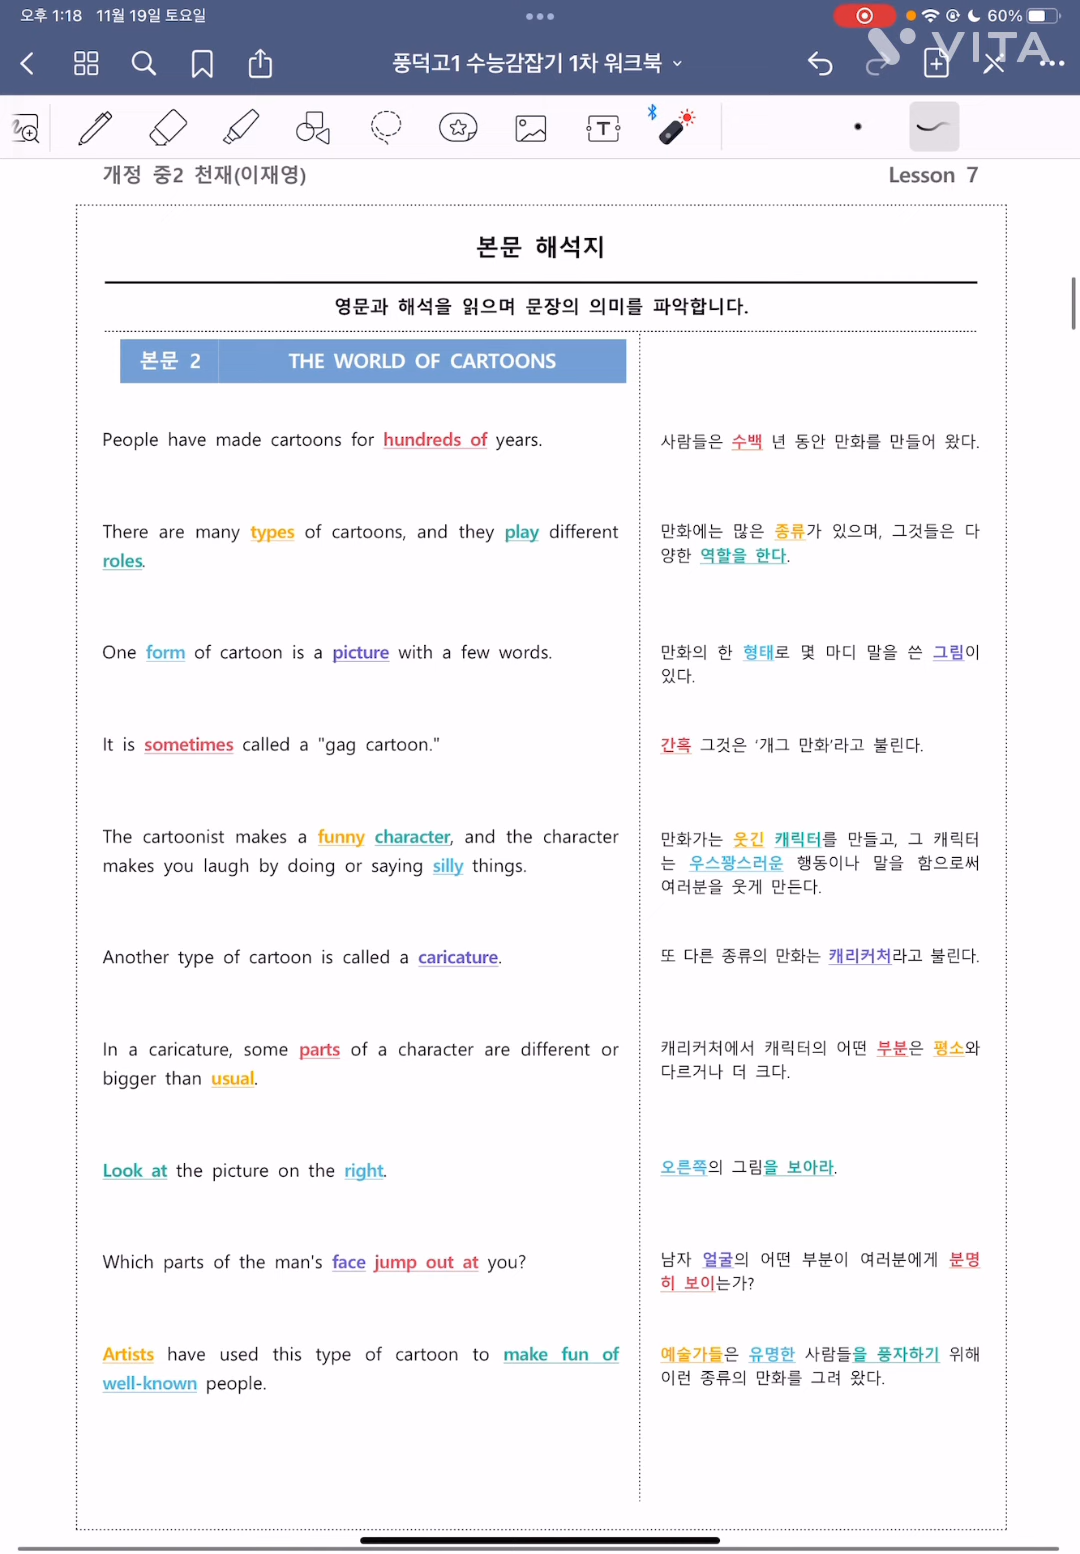 오후 1:18 11월 19일 토요일
60%
VITA
풍덕고1 수능감잡기 1차 워크북
개정 중2 천재(이재영)
Lesson 7
본문 해석지
영문과 해석을 읽으며 문장의 의미를 파악합니다.
본문 2 THE WORLD OF CARTOONS
People have made cartoons for hundreds of years.
사람들은 수백 년 동안 만화를 만들어 왔다.
There are many types of cartoons, and they play different
roles.
만화에는 많은 종류가 있으며, 그것들은 다
양한 역할을 한다.
One form of cartoon is a picture with a few words.
만화의 한 형태로 몇 마디 말을 쓴 그림이
있다.
It is sometimes called a "gag cartoon."
간혹 그것은 '개그 만화'라고 불린다.
The cartoonist makes a funny character, and the character
makes you laugh by doing or saying silly things.
만화가는 웃긴 캐릭터를 만들고, 그 캐릭터
는 우스꽝스러운 행동이나 말을 함으로써
여러분을 웃게 만든다.
Another type of cartoon is called a caricature.
또 다른 종류의 만화는 캐리커처라고 불린다.
In a caricature, some parts of a character are different or
bigger than usual.
캐리커처에서 캐릭터의 어떤 부분은 평소와
다르거나 더 크다.
Look at the picture on the right.
오른쪽의 그림을 보아라.
Which parts of the man's face jump out at you?
남자 얼굴의 어떤 부분이 여러분에게 분명
히 보이는가?
Artists have used this type of cartoon to make fun of
well-known people.
예술가들은 유명한 사람들을 풍자하기 위해
이런 종류의 만화를 그려 왔다.